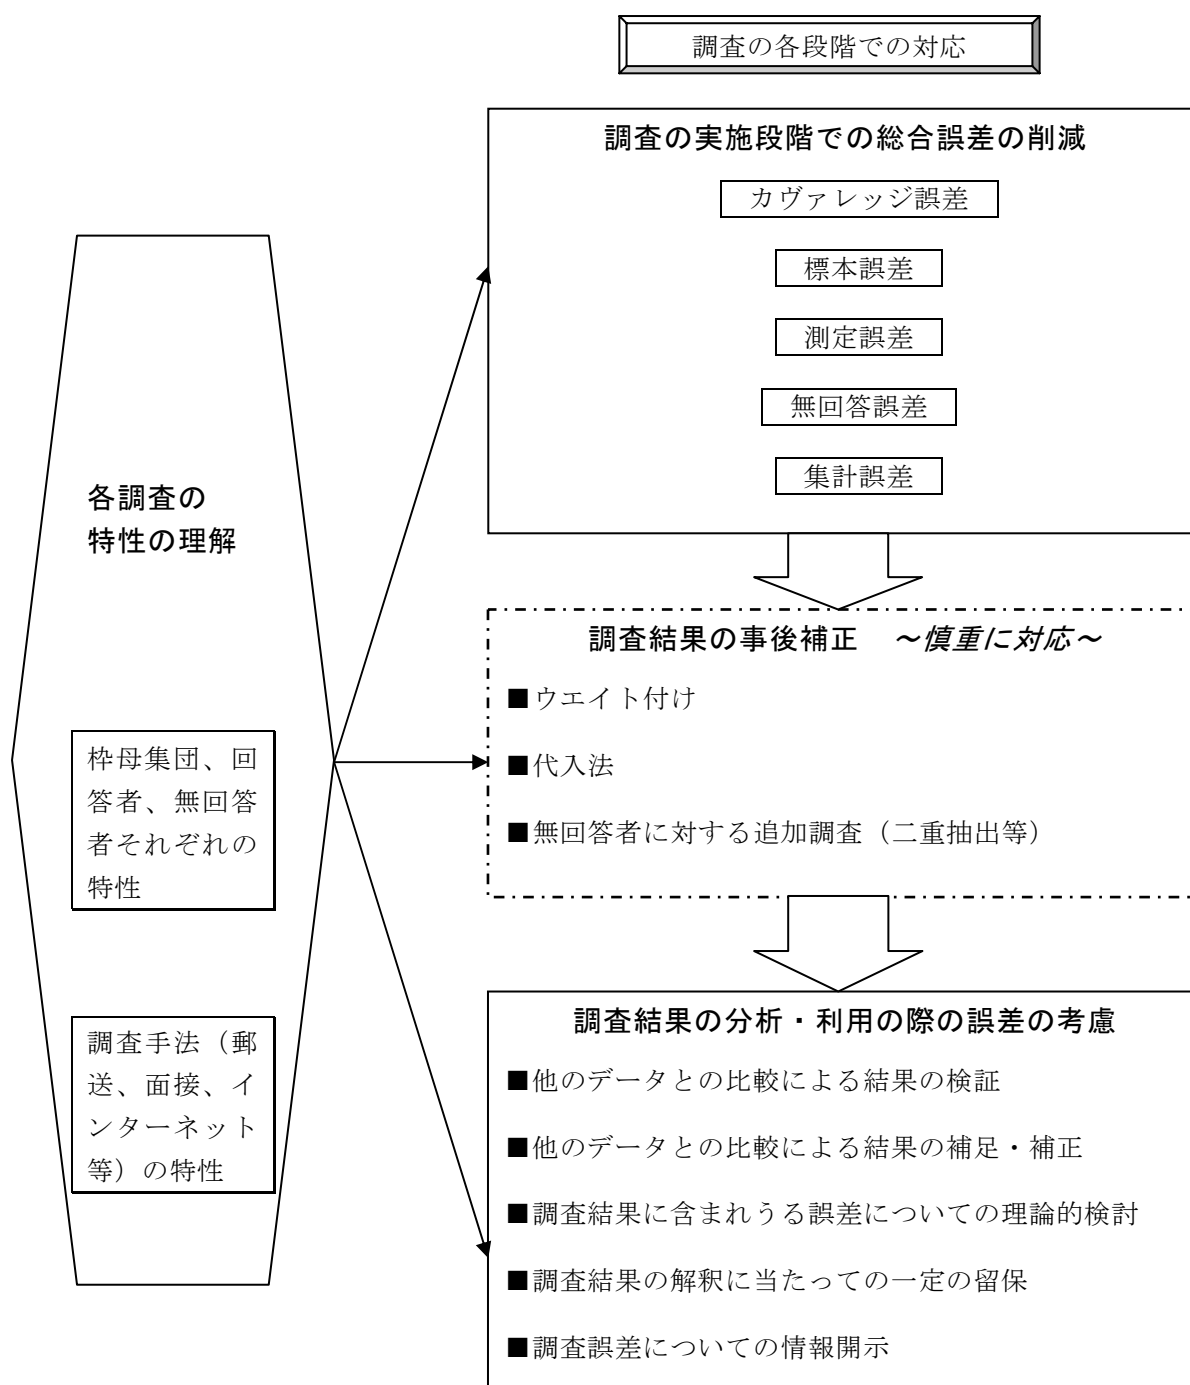 調査の各段階での対応
調査の実施段階での総合誤差の削減
カヴァレッジ誤差
標本誤差
測定誤差
無回答誤差
集計誤差
各調査の
特性の理解
枠母集団、回
答者、無回答
者それぞれの
特性
調査手法（郵
送、面接、イ
ンターネット
等）の特性
調査結果の事後補正　～慎重に対応～
■ウエイト付け
■代入法
■無回答者に対する追加調査（二重抽出等）
調査結果の分析・利用の際の誤差の考慮
■他のデータとの比較による結果の検証
■他のデータとの比較による結果の補足・補正
■調査結果に含まれうる誤差についての理論的検討
■調査結果の解釈に当たっての一定の留保
■調査誤差についての情報開示